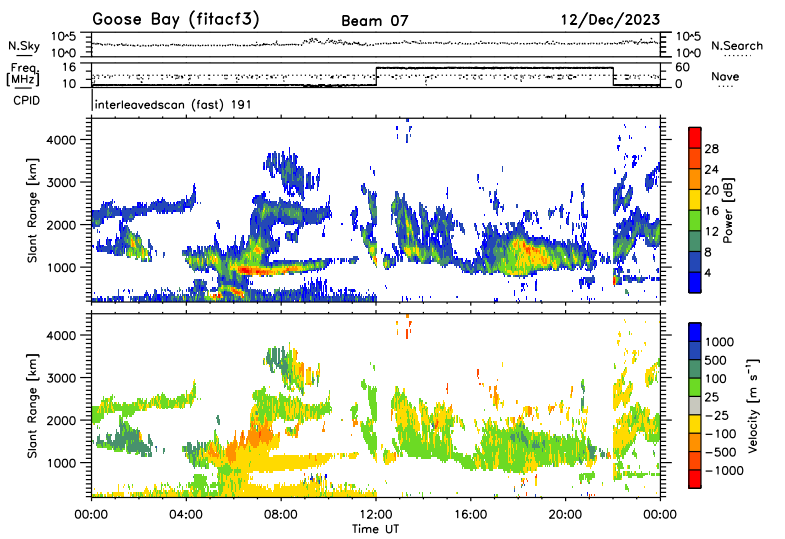 Goose Bay (fitacf3) Beam 07 12/Dec/2023
N.Sky 10^5 10^0 10^5 10^0 N.Search
Freq. [MHz] 16 10 60 0 Nave
CPID interleavedscan (fast) 191
Slant Range [km] 4000 3000 2000 1000
Power [dB] 28 24 20 16 12 8 4
Slant Range [km] 4000 3000 2000 1000
Velocity [m s⁻¹] 1000 500 100 25 −25 −100 −500 −1000
00:00 04:00 08:00 12:00 16:00 20:00 00:00
Time UT